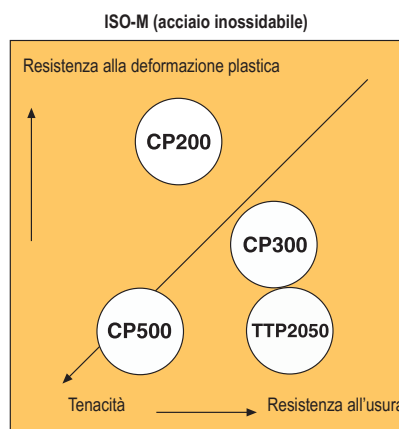 ISO-M (acciaio inossidabile)
Resistenza alla deformazione plastica
CP200
CP300
CP500
TTP2050
Tenacità
Resistenza all'usura